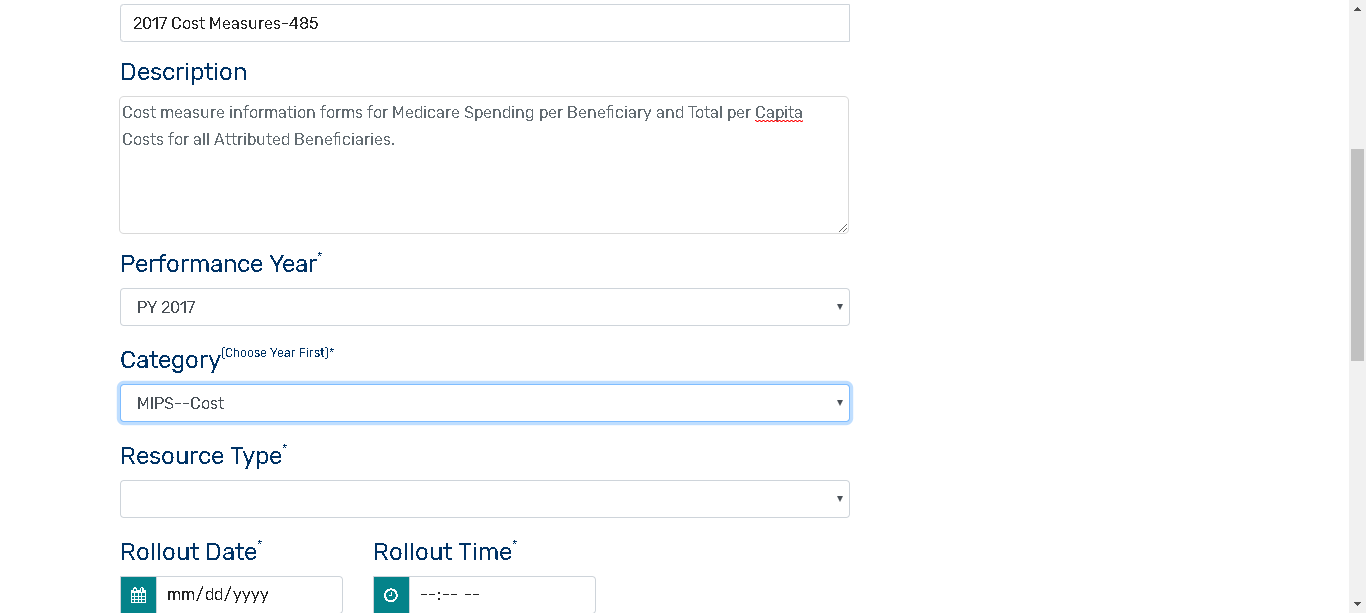 2017 Cost Measures-485
Description
Cost measure information forms for Medicare Spending per Beneficiary and Total per Capita
Costs for all Attributed Beneficiaries.
Performance Year*
PY 2017
Category(Choose Year First)*
MIPS--Cost
Resource Type*
Rollout Date* Rollout Time*
mm/dd/yyyy --:-- --